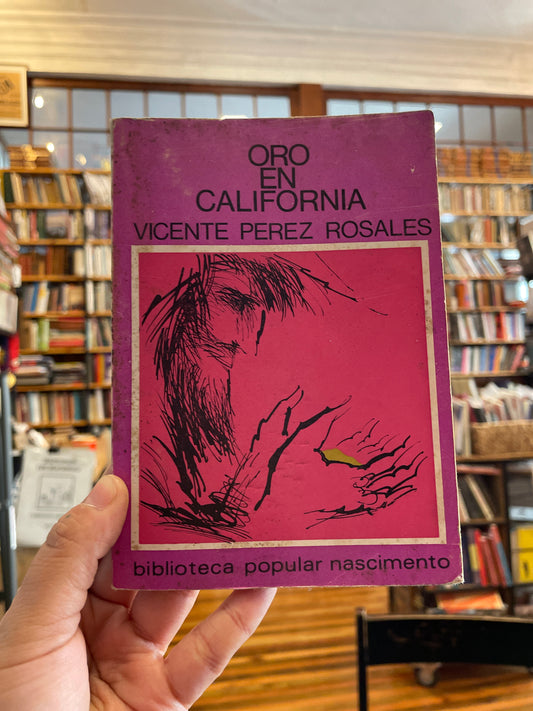 ORO
EN
CALIFORNIA
VICENTE PEREZ ROSALES
biblioteca popular nascimento